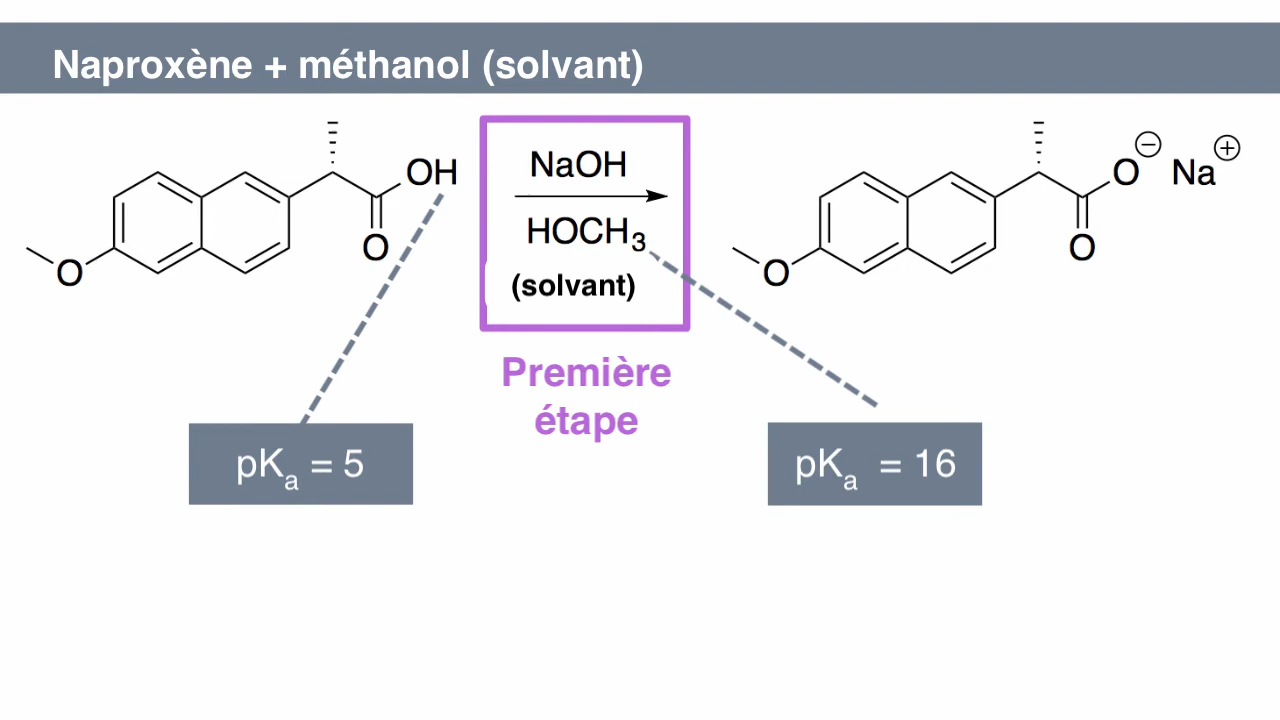 Naproxène + méthanol (solvant)
OH
O
O
NaOH
HOCH₃
(solvant)
O⊖ Na⊕
O
O
Première
étape
pKₐ = 5
pKₐ = 16